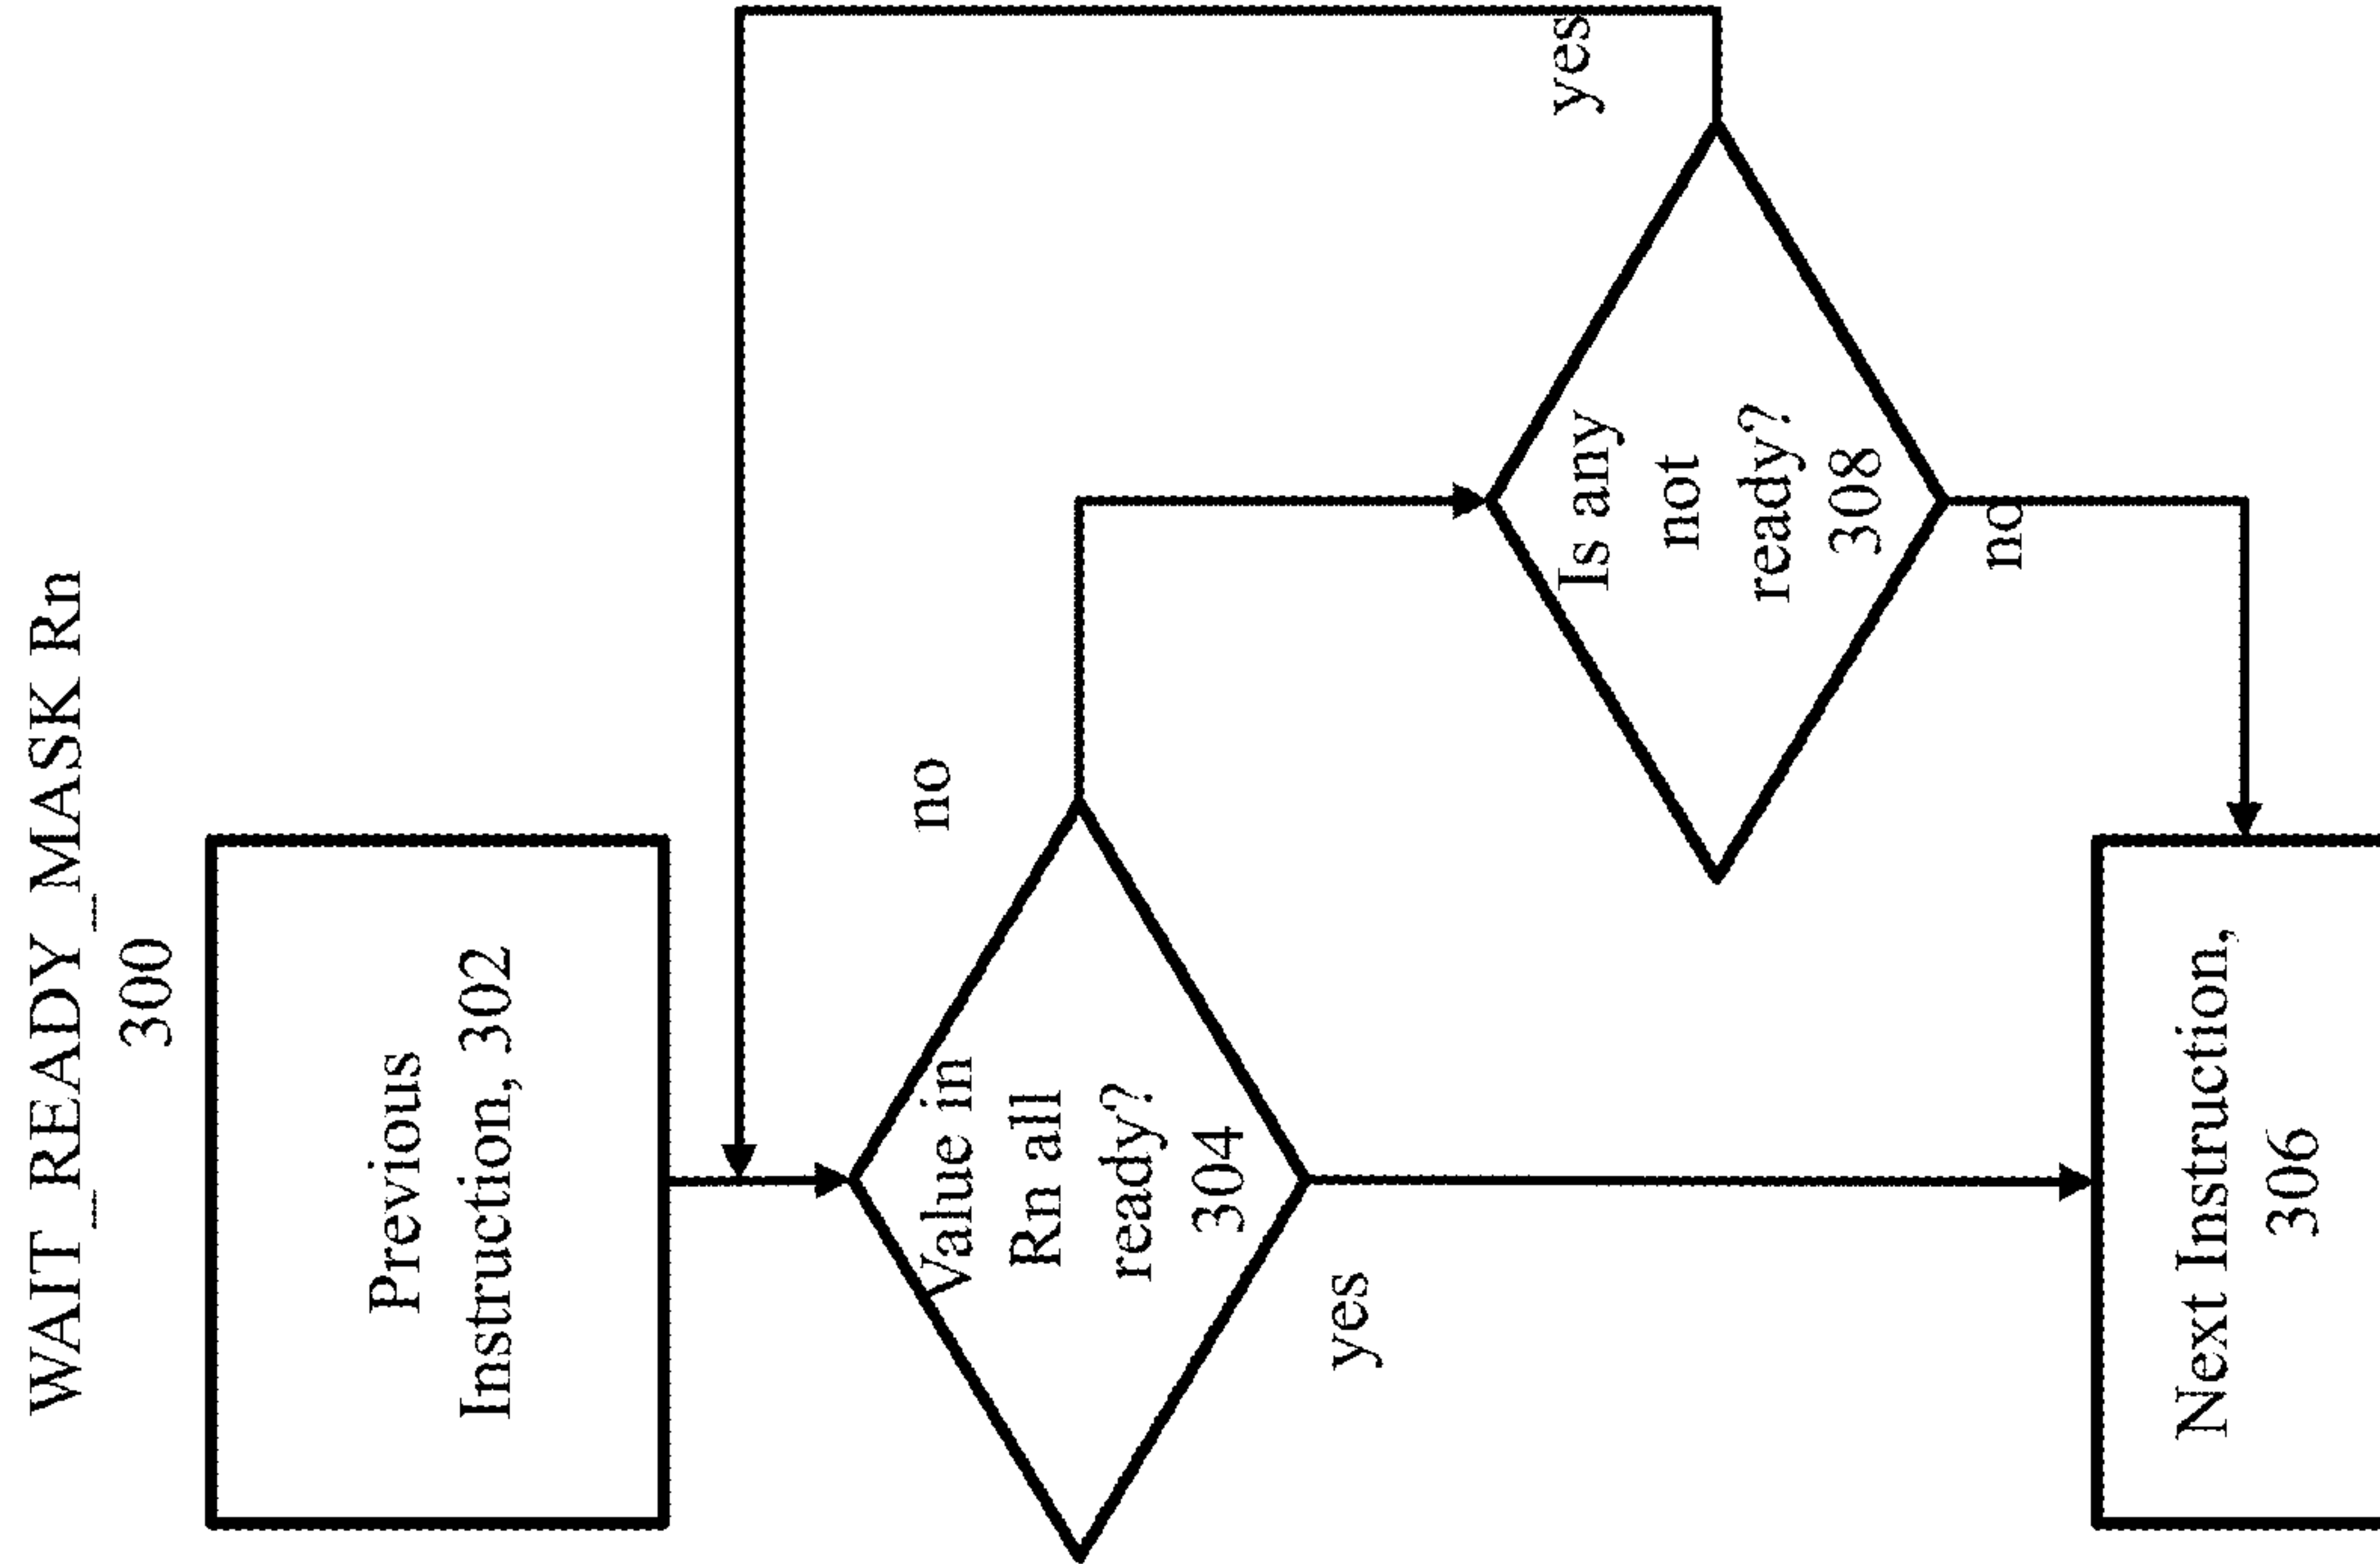 WAIT_READY_MASK Rn
300
Previous
Instruction, 302
Value in
Rn all
ready?
304
no
yes
Is any
not
ready?
308
yes
no
Next Instruction,
306